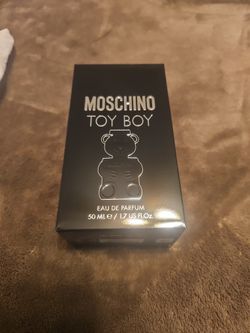 MOSCHINO
TOY BOY
EAU DE PARFUM
50 ML ℮ / 1.7 US FL.Oz.